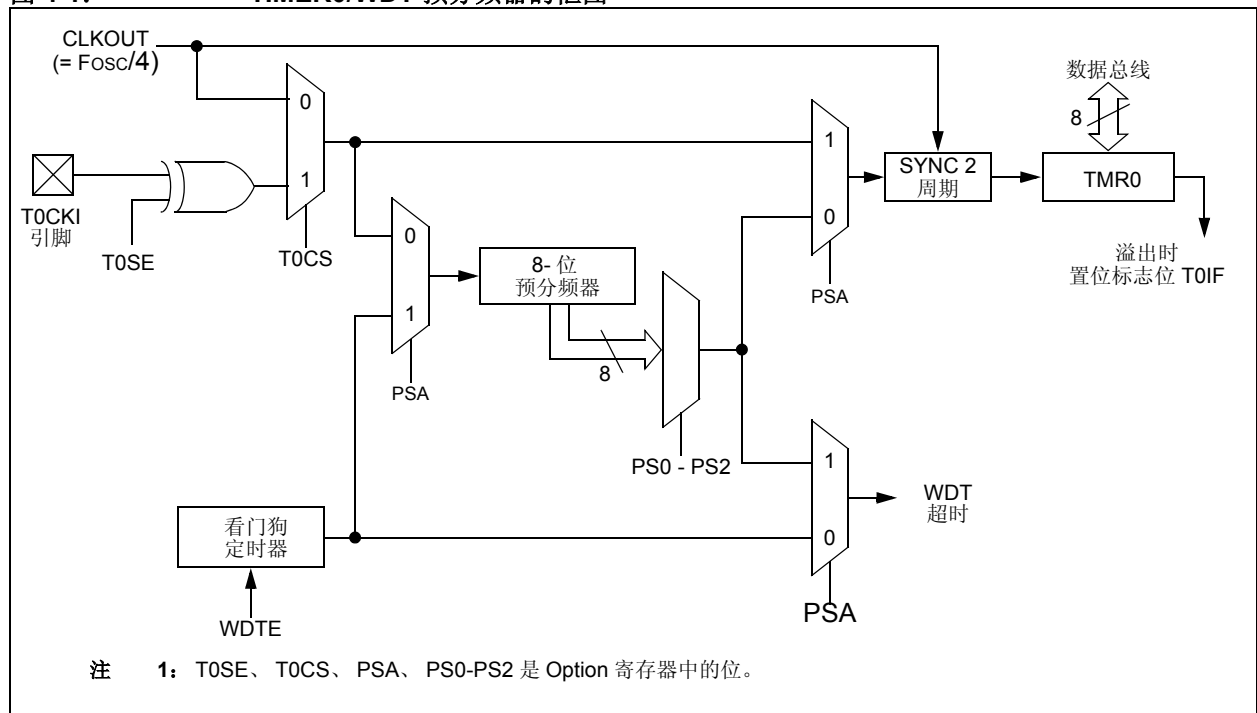 CLKOUT
(= FOSC/4)
0
1
T0CKI
引脚
T0SE
T0CS
0
1
PSA
8- 位
预分频器
8
PS0 - PS2
1
0
PSA
SYNC 2
周期
数据总线
8
TMR0
溢出时
置位标志位 T0IF
看门狗
定时器
WDTE
1
0
PSA
WDT
超时
注 1: T0SE、 T0CS、 PSA、 PS0-PS2 是 Option 寄存器中的位。